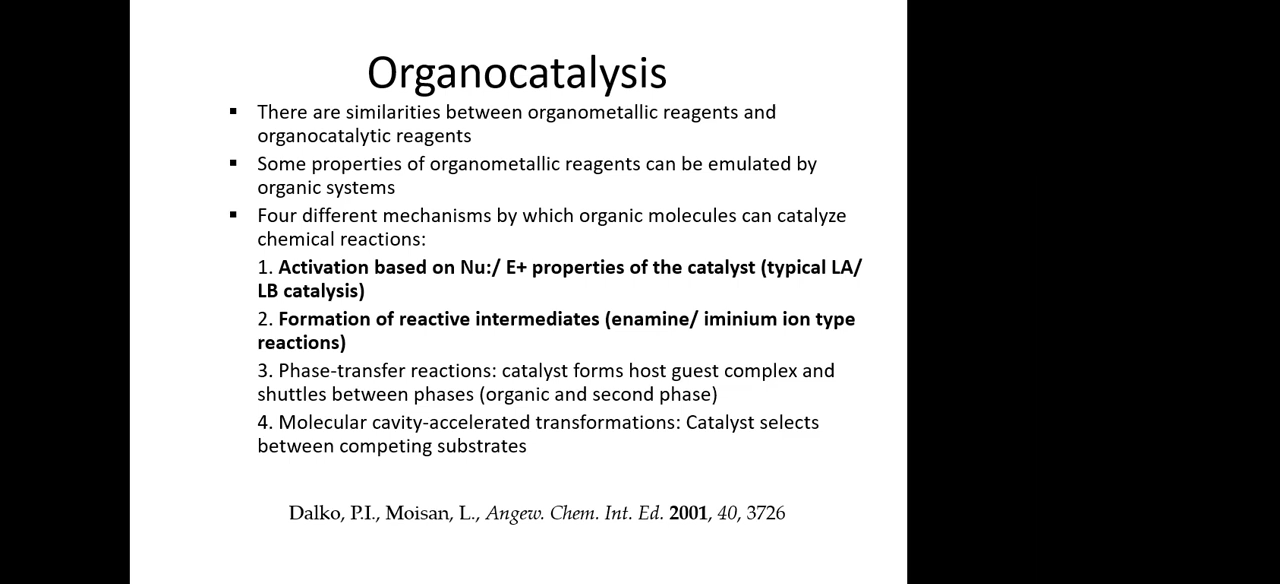 Organocatalysis
▪ There are similarities between organometallic reagents and
organocatalytic reagents
▪ Some properties of organometallic reagents can be emulated by
organic systems
▪ Four different mechanisms by which organic molecules can catalyze
chemical reactions:
1. Activation based on Nu:/ E+ properties of the catalyst (typical LA/
LB catalysis)
2. Formation of reactive intermediates (enamine/ iminium ion type
reactions)
3. Phase-transfer reactions: catalyst forms host guest complex and
shuttles between phases (organic and second phase)
4. Molecular cavity-accelerated transformations: Catalyst selects
between competing substrates
Dalko, P.I., Moisan, L., Angew. Chem. Int. Ed. 2001, 40, 3726